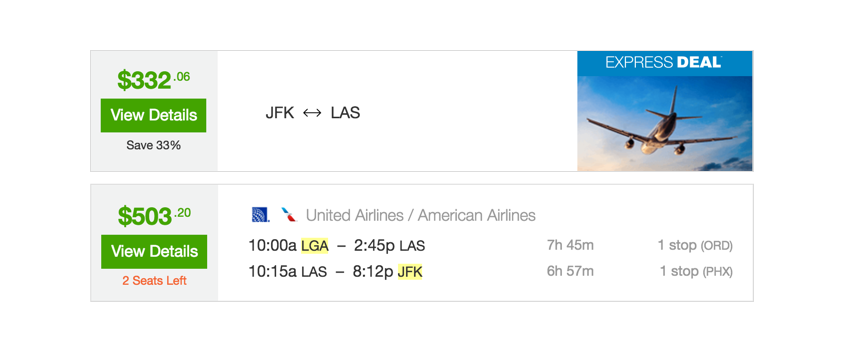 $332.06
View Details
Save 33%
JFK ↔ LAS
EXPRESS DEAL
$503.20
View Details
2 Seats Left
United Airlines / American Airlines
10:00a LGA – 2:45p LAS 7h 45m 1 stop (ORD)
10:15a LAS – 8:12p JFK 6h 57m 1 stop (PHX)